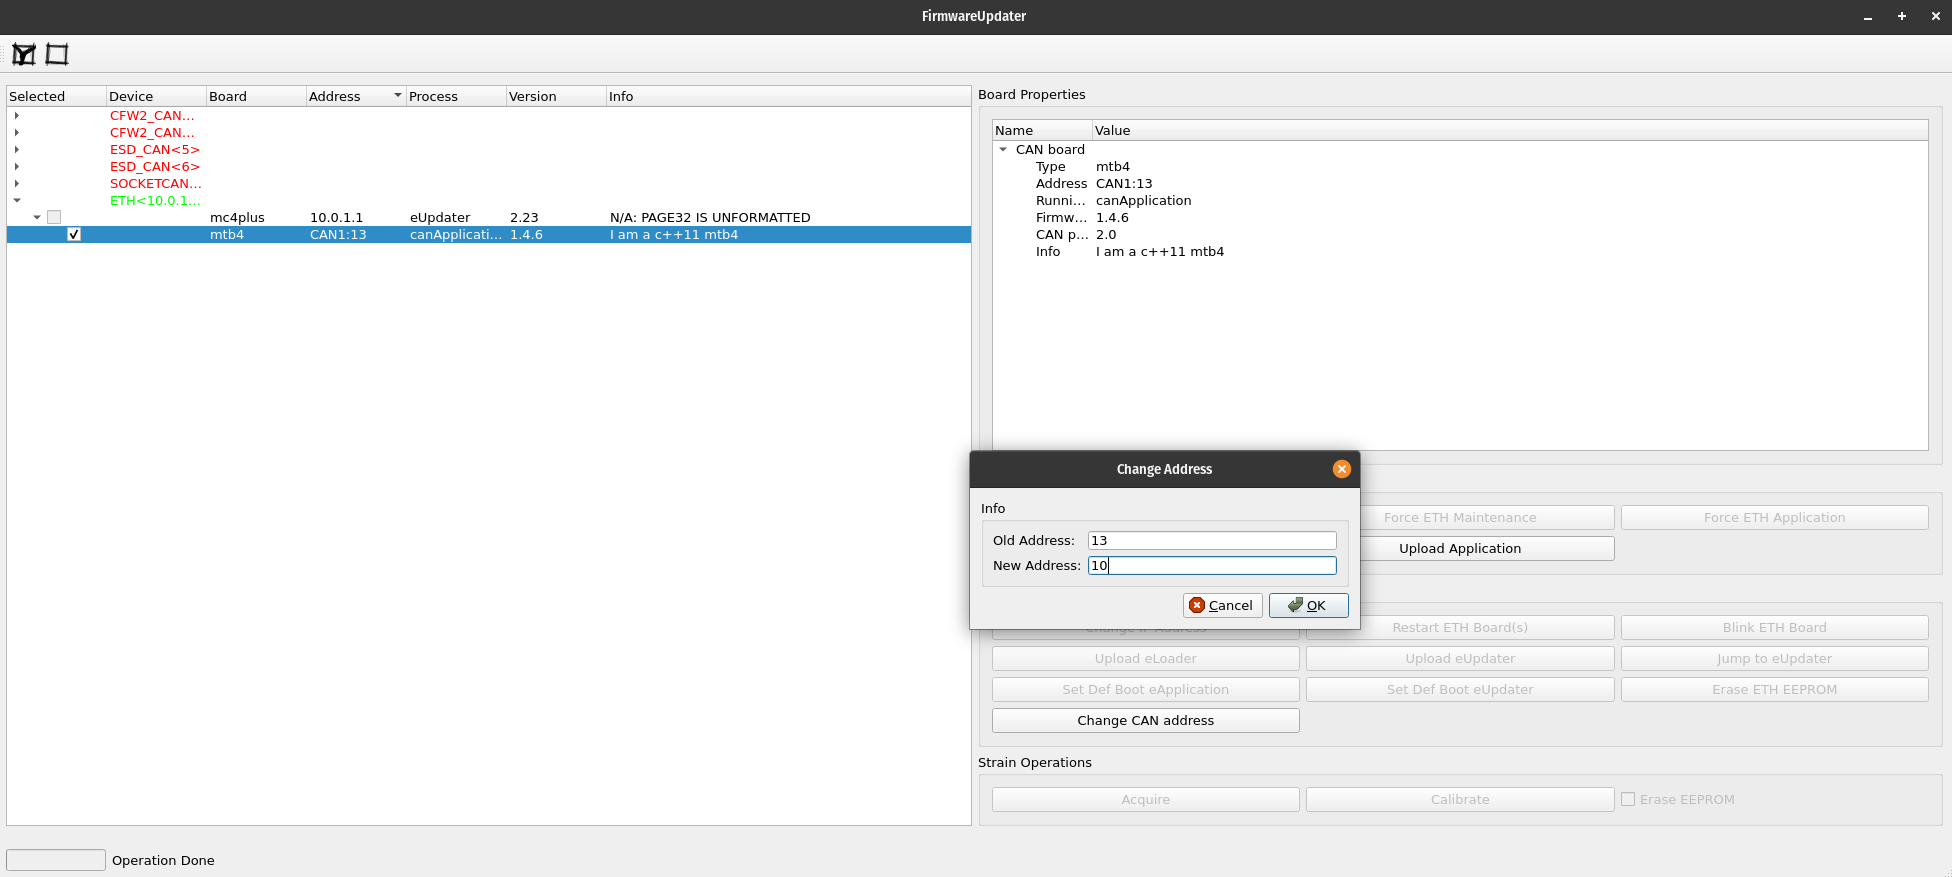 FirmwareUpdater
Selected Device Board Address Process Version Info
CFW2_CAN...
CFW2_CAN...
ESD_CAN<5>
ESD_CAN<6>
SOCKETCAN...
ETH<10.0.1...
mc4plus 10.0.1.1 eUpdater 2.23 N/A: PAGE32 IS UNFORMATTED
mtb4 CAN1:13 canApplicati... 1.4.6 I am a c++11 mtb4
Board Properties
Name Value
CAN board
Type mtb4
Address CAN1:13
Runni... canApplication
Firmw... 1.4.6
CAN p... 2.0
Info I am a c++11 mtb4
Change Address
Info
Old Address: 13
New Address: 10
Cancel OK
Force ETH Maintenance Force ETH Application
Upload Application
Change IP Address Restart ETH Board(s) Blink ETH Board
Upload eLoader Upload eUpdater Jump to eUpdater
Set Def Boot eApplication Set Def Boot eUpdater Erase ETH EEPROM
Change CAN address
Strain Operations
Acquire Calibrate Erase EEPROM
Operation Done